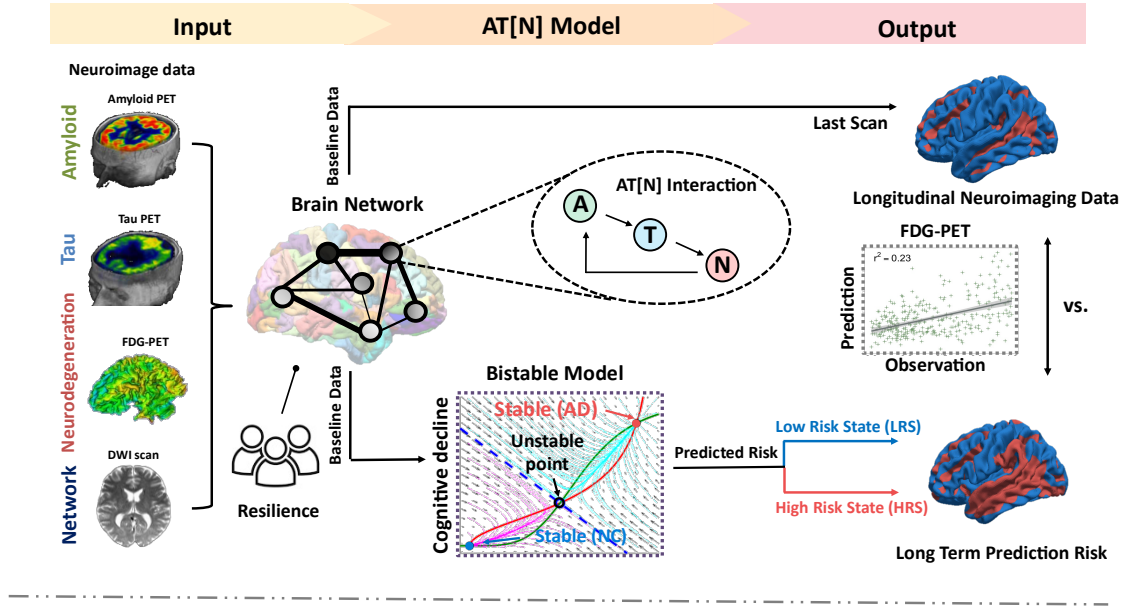 Input
AT[N] Model
Output
Neuroimage data
Amyloid
Amyloid PET
Tau
Tau PET
Neurodegeneration
FDG-PET
Network
DWI scan
Baseline Data
Brain Network
Resilience
Baseline Data
AT[N] Interaction
A
T
N
Bistable Model
Cognitive decline
Stable (AD)
Unstable
point
Stable (NC)
Last Scan
Longitudinal Neuroimaging Data
FDG-PET
r² = 0.23
Prediction
Observation
vs.
Predicted Risk
Low Risk State (LRS)
High Risk State (HRS)
Long Term Prediction Risk